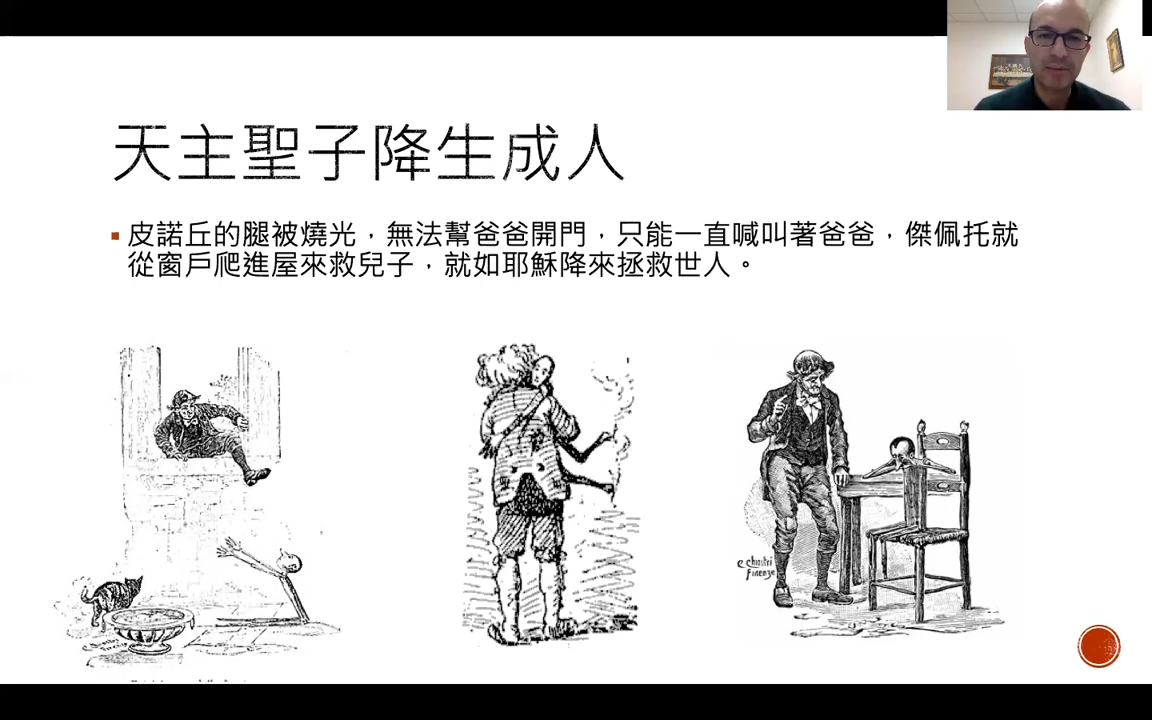 天主聖子降生成人
皮諾丘的腿被燒光，無法幫爸爸開門，只能一直喊叫著爸爸，傑佩托就
從窗戶爬進屋來救兒子，就如耶穌降來拯救世人。
C. Chiostri
Firenze